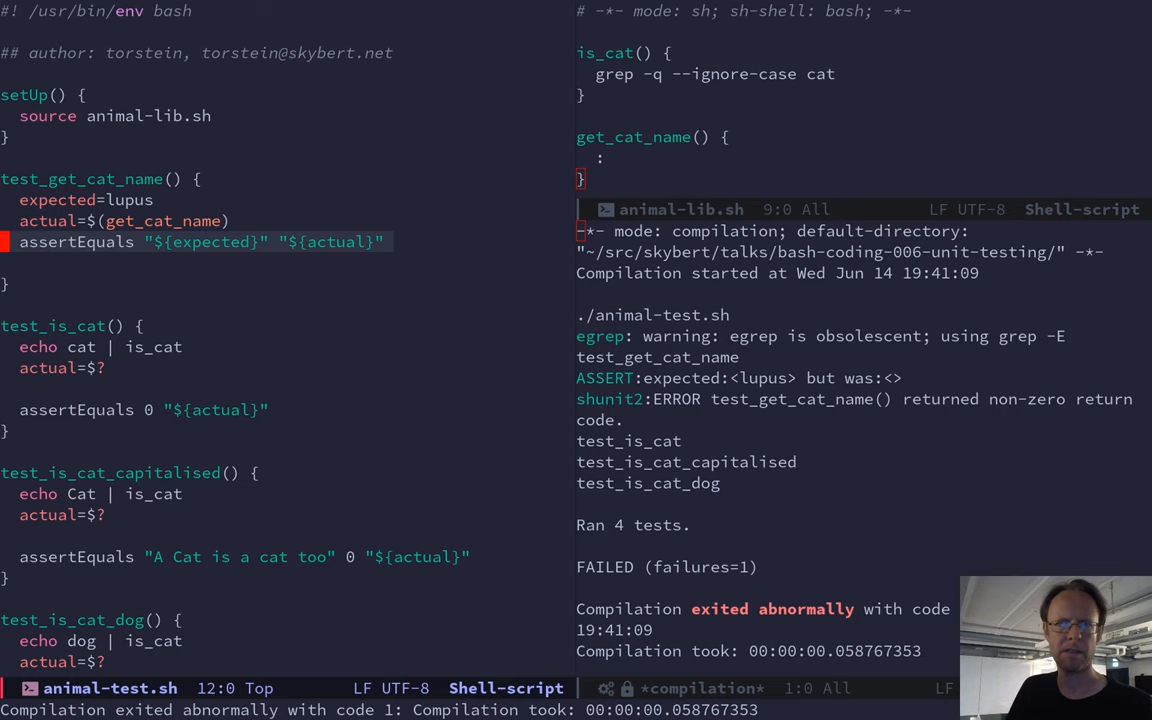 #! /usr/bin/env bash
## author: torstein, torstein@skybert.net
setUp() {
source animal-lib.sh
}
test_get_cat_name() {
expected=lupus
actual=$(get_cat_name)
assertEquals "${expected}" "${actual}"
}
test_is_cat() {
echo cat | is_cat
actual=$?
assertEquals 0 "${actual}"
}
test_is_cat_capitalised() {
echo Cat | is_cat
actual=$?
assertEquals "A Cat is a cat too" 0 "${actual}"
}
test_is_cat_dog() {
echo dog | is_cat
actual=$?
animal-test.sh 12:0 Top LF UTF-8 Shell-script
# -*- mode: sh; sh-shell: bash; -*-
is_cat() {
grep -q --ignore-case cat
}
get_cat_name() {
:
}
animal-lib.sh 9:0 All LF UTF-8 Shell-script
-*- mode: compilation; default-directory:
"~/src/skybert/talks/bash-coding-006-unit-testing/" -*-
Compilation started at Wed Jun 14 19:41:09
./animal-test.sh
egrep: warning: egrep is obsolescent; using grep -E
test_get_cat_name
ASSERT:expected:<lupus> but was:<>
shunit2:ERROR test_get_cat_name() returned non-zero return
code.
test_is_cat
test_is_cat_capitalised
test_is_cat_dog
Ran 4 tests.
FAILED (failures=1)
Compilation exited abnormally with code
19:41:09
Compilation took: 00:00:00.058767353
*compilation* 1:0 All LF
Compilation exited abnormally with code 1: Compilation took: 00:00:00.058767353